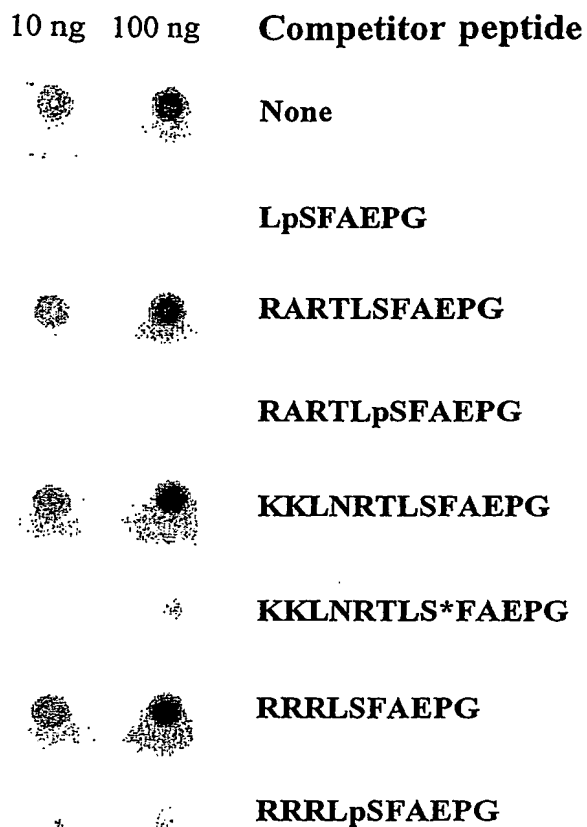 10 ng 100 ng Competitor peptide
None
LpSFAEPG
RARTLSFAEPG
RARTLpSFAEPG
KKLNRTLSFAEPG
KKLNRTLS*FAEPG
RRRLSFAEPG
RRRLpSFAEPG